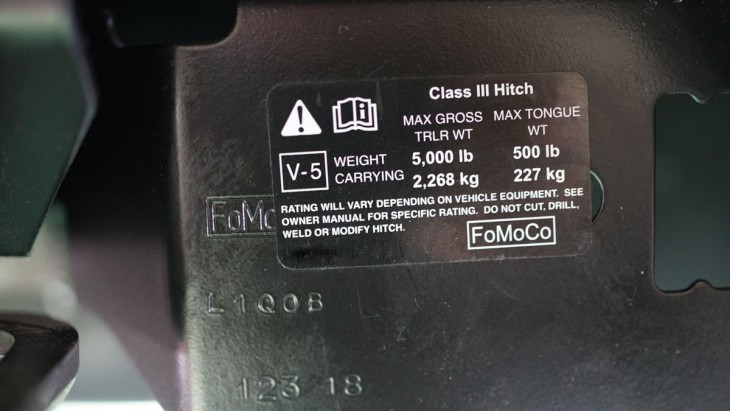 Class III Hitch
MAX GROSS TRLR WT
MAX TONGUE WT
V-5
WEIGHT CARRYING
5,000 lb
2,268 kg
500 lb
227 kg
RATING WILL VARY DEPENDING ON VEHICLE EQUIPMENT. SEE
OWNER MANUAL FOR SPECIFIC RATING. DO NOT CUT, DRILL,
WELD OR MODIFY HITCH.
FoMoCo
FoMo
L1Q0B
123 18